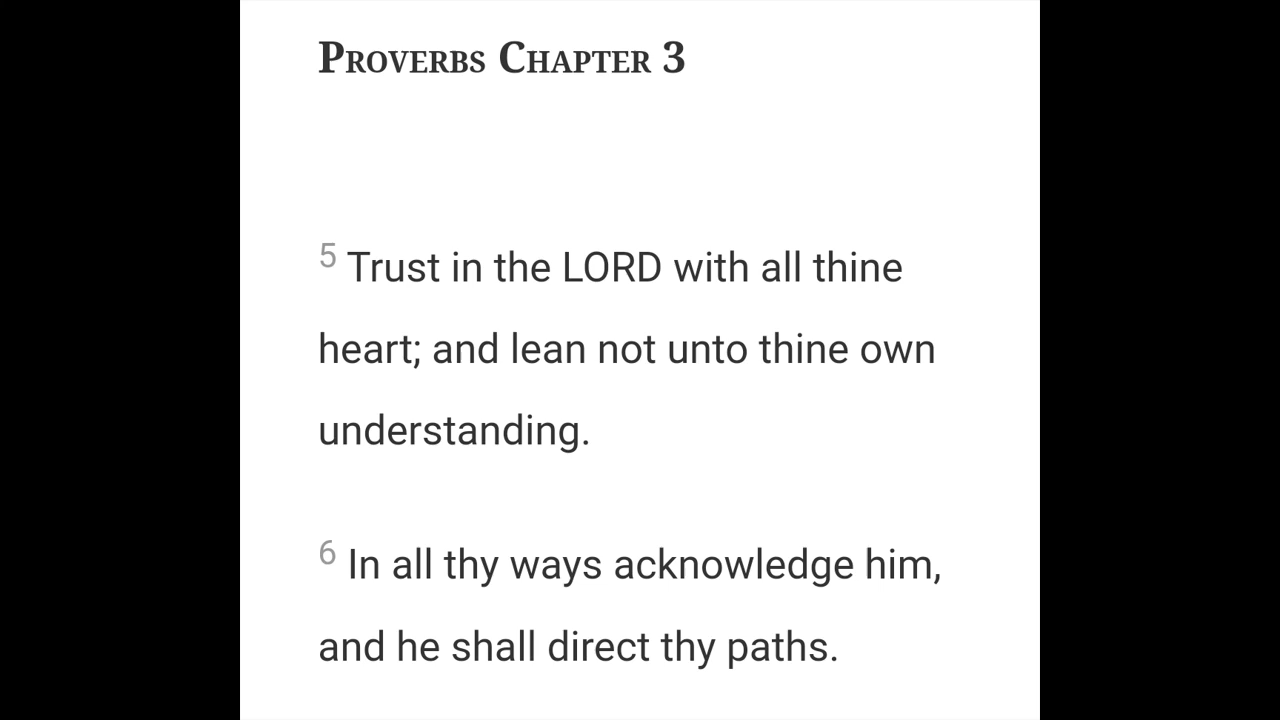 Proverbs Chapter 3
5 Trust in the LORD with all thine
heart; and lean not unto thine own
understanding.
6 In all thy ways acknowledge him,
and he shall direct thy paths.